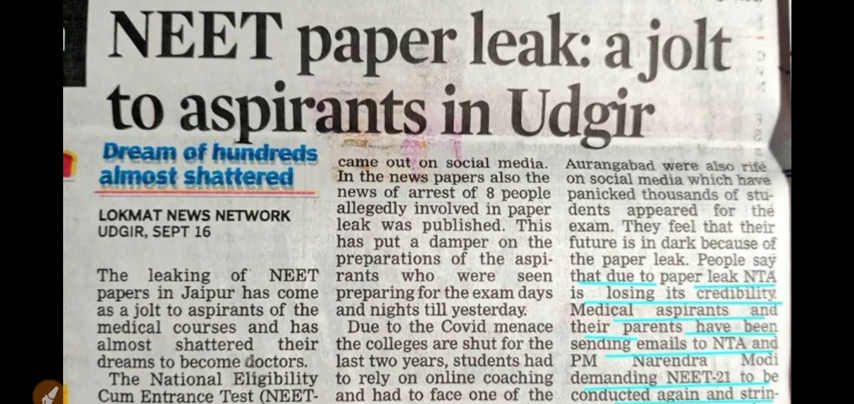 NEET paper leak: a jolt
to aspirants in Udgir
Dream of hundreds
almost shattered
LOKMAT NEWS NETWORK
UDGIR, SEPT 16
The leaking of NEET
papers in Jaipur has come
as a jolt to aspirants of the
medical courses and has
almost shattered their
dreams to become doctors.
The National Eligibility
Cum Entrance Test (NEET-
came out on social media.
In the news papers also the
news of arrest of 8 people
allegedly involved in paper
leak was published. This
has put a damper on the
preparations of the aspi-
rants who were seen
preparing for the exam days
and nights till yesterday.
Due to the Covid menace
the colleges are shut for the
last two years, students had
to rely on online coaching
and had to face one of the
Aurangabad were also rife
on social media which have
panicked thousands of stu-
dents appeared for the
exam. They feel that their
future is in dark because of
the paper leak. People say
that due to paper leak NTA
is losing its credibility.
Medical aspirants and
their parents have been
sending emails to NTA and
PM Narendra Modi
demanding NEET-21 to be
conducted again and strin-